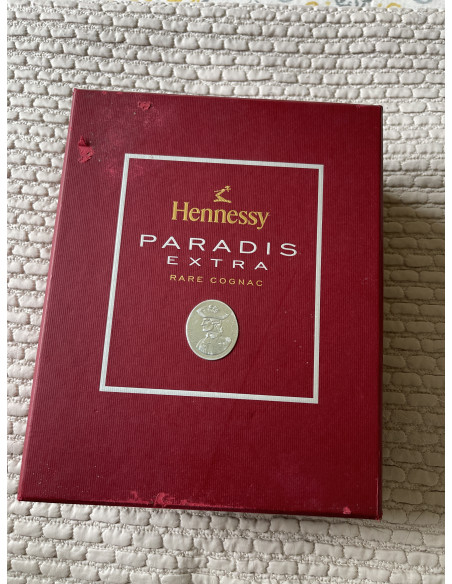 Hennessy
PARADIS
EXTRA
RARE COGNAC